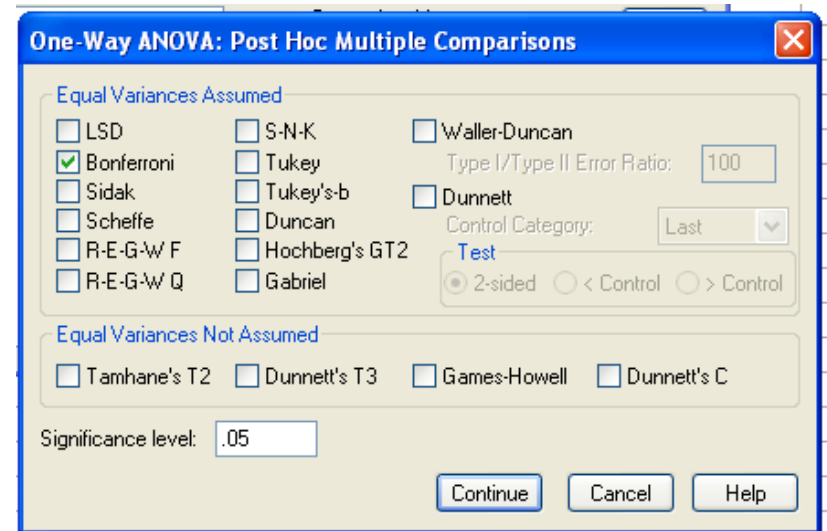 One-Way ANOVA: Post Hoc Multiple Comparisons
Equal Variances Assumed
LSD
Bonferroni
Sidak
Scheffe
R-E-G-W F
R-E-G-W Q
S-N-K
Tukey
Tukey's-b
Duncan
Hochberg's GT2
Gabriel
Waller-Duncan
Type I/Type II Error Ratio: 100
Dunnett
Control Category: Last
Test
2-sided < Control > Control
Equal Variances Not Assumed
Tamhane's T2 Dunnett's T3 Games-Howell Dunnett's C
Significance level: .05
Continue Cancel Help